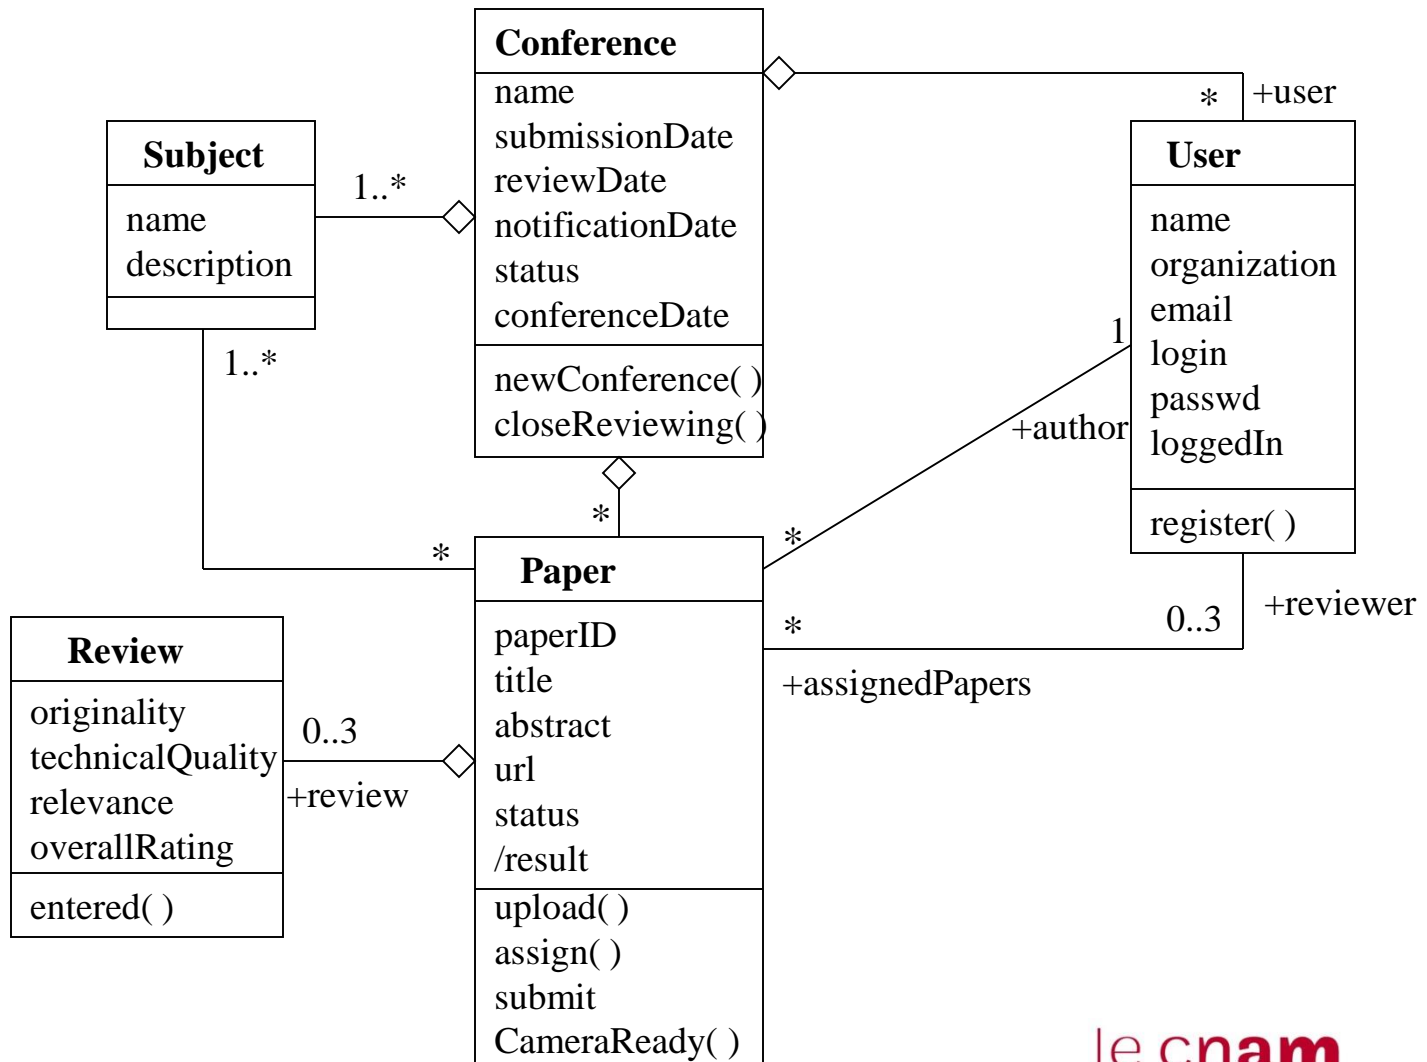 Conference
name
submissionDate
reviewDate
notificationDate
status
conferenceDate
newConference( )
closeReviewing( )
* +user
Subject
name
description
1..*
1..*
User
name
organization
email
login
passwd
loggedIn
register( )
1
+author
*
*
*
Paper
paperID
title
abstract
url
status
/result
upload( )
assign( )
submit
CameraReady( )
*
+assignedPapers
0..3
+reviewer
Review
originality
technicalQuality
relevance
overallRating
entered( )
0..3
+review
le cnam